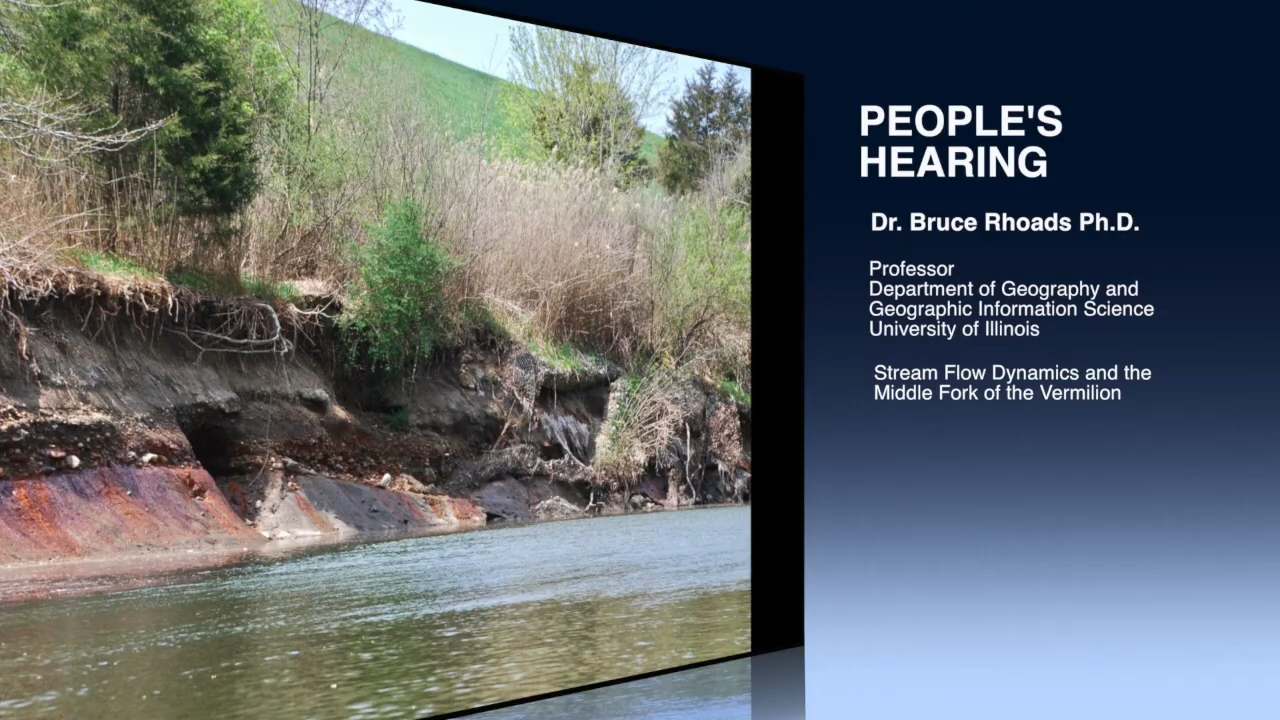 PEOPLE'S
HEARING
Dr. Bruce Rhoads Ph.D.
Professor
Department of Geography and
Geographic Information Science
University of Illinois
Stream Flow Dynamics and the
Middle Fork of the Vermilion